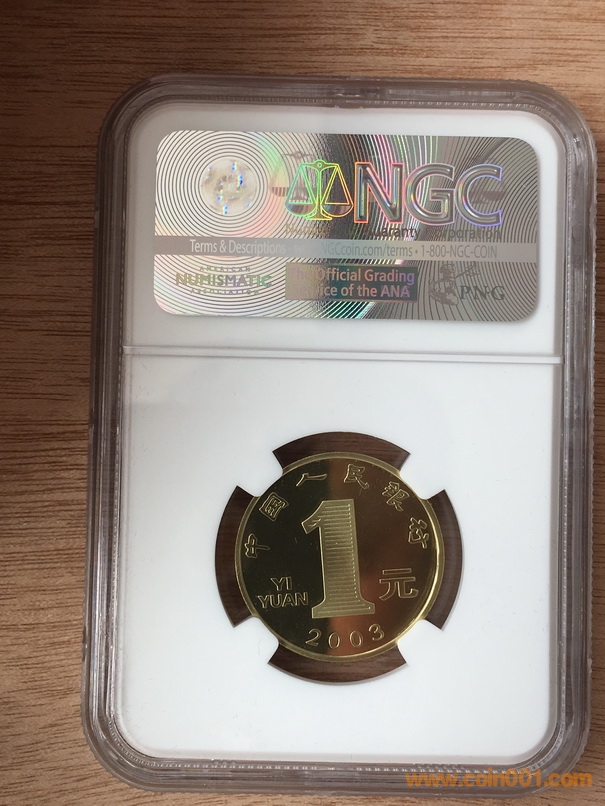 NGC
Terms & Descriptions
NGCcoin.com/terms • 1-800-NGC-COIN
AMERICAN
NUMISMATIC
Official Grading
of the ANA
PNG
中国人民银行
1
YI
YUAN
元
2003
www.coin001.com